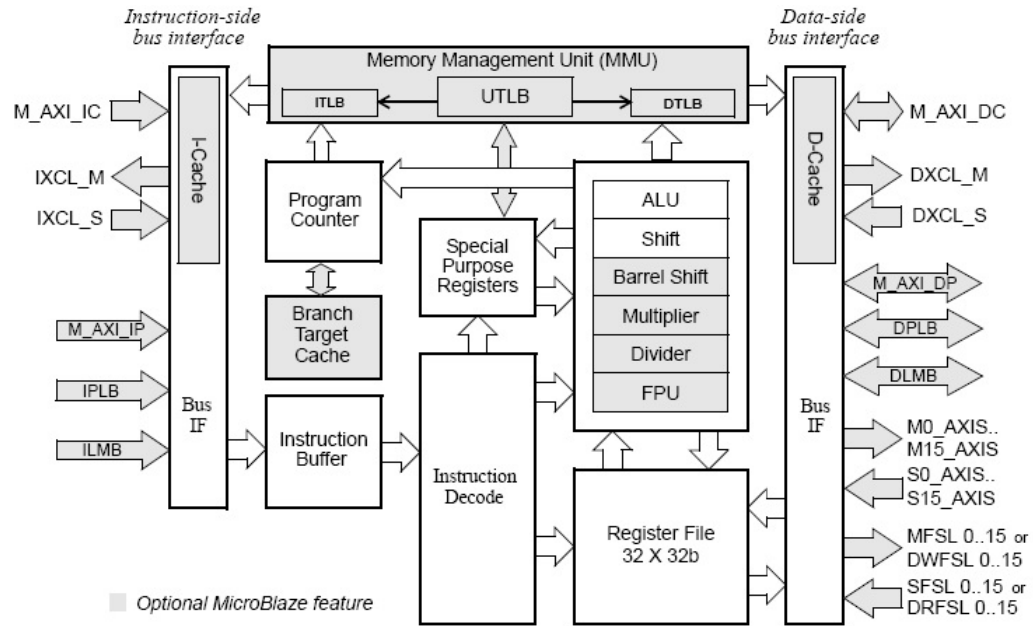 Instruction-side
bus interface
Data-side
bus interface
Memory Management Unit (MMU)
ITLB
UTLB
DTLB
M_AXI_IC
IXCL_M
IXCL_S
I-Cache
M_AXI_IP
IPLB
ILMB
Bus
IF
Program
Counter
Branch
Target
Cache
Special
Purpose
Registers
Instruction
Buffer
Instruction
Decode
ALU
Shift
Barrel Shift
Multiplier
Divider
FPU
Register File
32 X 32b
D-Cache
Bus
IF
M_AXI_DC
DXCL_M
DXCL_S
M_AXI_DP
DPLB
DLMB
M0_AXIS..
M15_AXIS
S0_AXIS..
S15_AXIS
MFSL 0..15 or
DWFSL 0..15
SFSL 0..15 or
DRFSL 0..15
Optional MicroBlaze feature